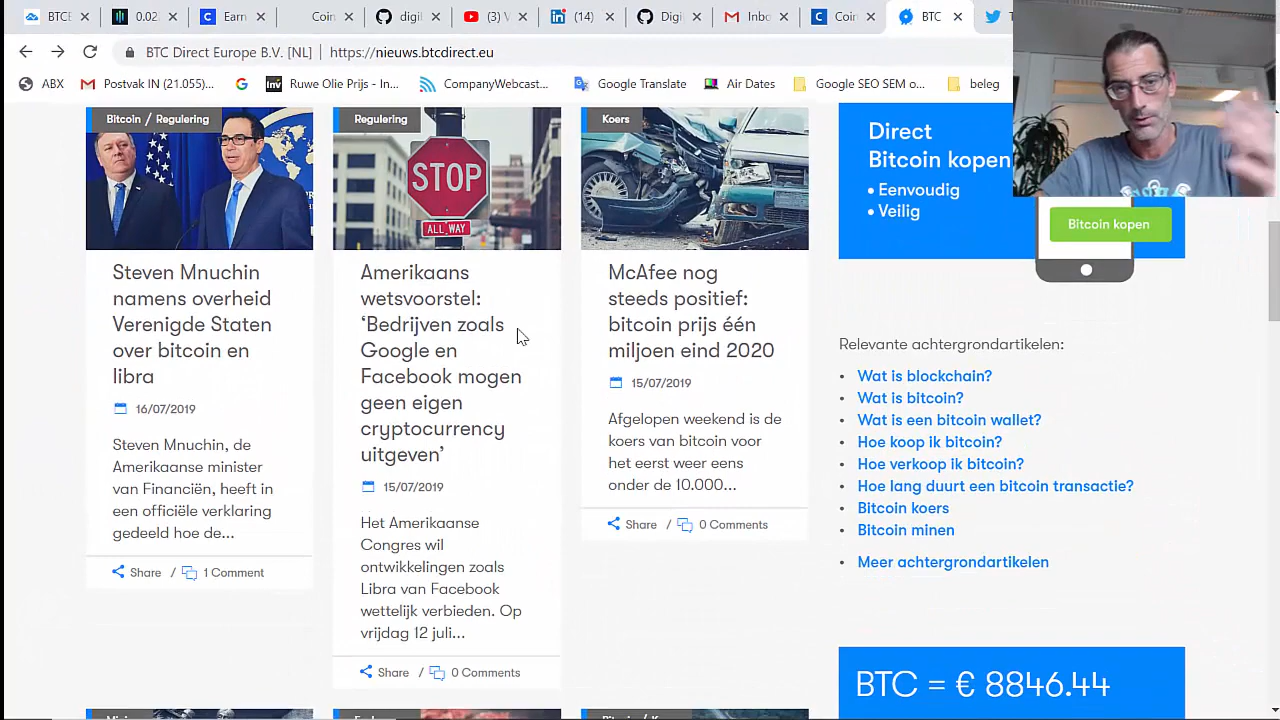 BTCE
0.02
Earn
Coin
digi
(3)
(14)
Digi
Inbo
Coin
BTC
BTC Direct Europe B.V. [NL] | https://nieuws.btcdirect.eu
ABX
Postvak IN (21.055)...
Ruwe Olie Prijs - In...
CompanyWebcast...
Google Translate
Air Dates
Google SEO SEM o...
beleg
Bitcoin / Regulering
Steven Mnuchin
namens overheid
Verenigde Staten
over bitcoin en
libra
16/07/2019
Steven Mnuchin, de
Amerikaanse minister
van Financiën, heeft in
een officiële verklaring
gedeeld hoe de...
Share / 1 Comment
Regulering
STOP
ALL WAY
Amerikaans
wetsvoorstel:
‘Bedrijven zoals
Google en
Facebook mogen
geen eigen
cryptocurrency
uitgeven’
15/07/2019
Het Amerikaanse
Congres wil
ontwikkelingen zoals
Libra van Facebook
wettelijk verbieden. Op
vrijdag 12 juli...
Share / 0 Comments
Koers
McAfee nog
steeds positief:
bitcoin prijs één
miljoen eind 2020
15/07/2019
Afgelopen weekend is de
koers van bitcoin voor
het eerst weer eens
onder de 10.000...
Share / 0 Comments
Direct
Bitcoin kopen
• Eenvoudig
• Veilig
Bitcoin kopen
Relevante achtergrondartikelen:
• Wat is blockchain?
• Wat is bitcoin?
• Wat is een bitcoin wallet?
• Hoe koop ik bitcoin?
• Hoe verkoop ik bitcoin?
• Hoe lang duurt een bitcoin transactie?
• Bitcoin koers
• Bitcoin minen
• Meer achtergrondartikelen
BTC = € 8846.44